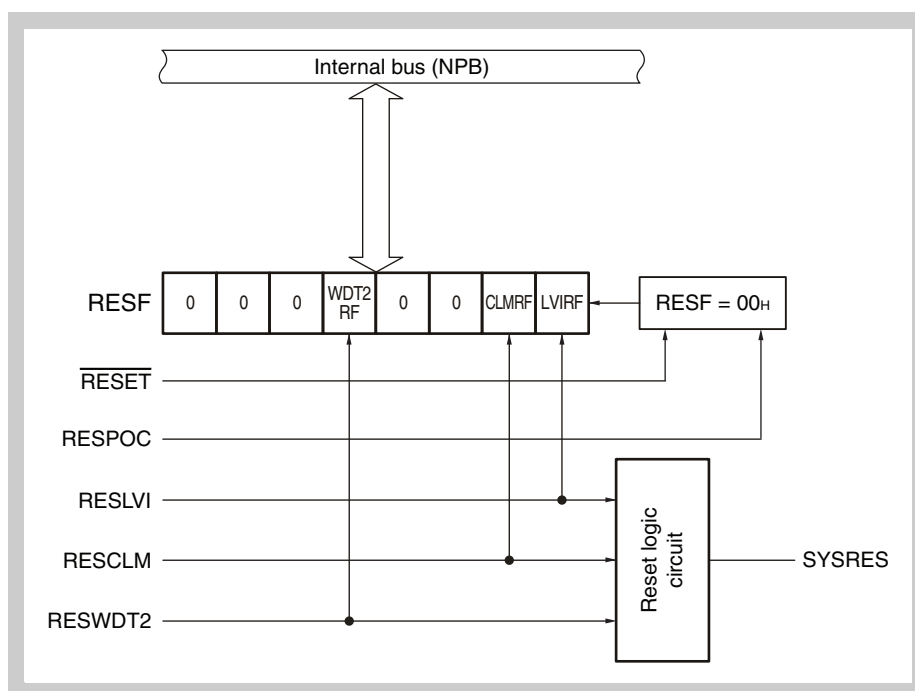 Internal bus (NPB)
RESF 0 0 0 WDT2 RF 0 0 CLMRF LVIRF RESF = 00H
RESET
RESPOC
RESLVI
RESCLM
RESWDT2
Reset logic
circuit
SYSRES